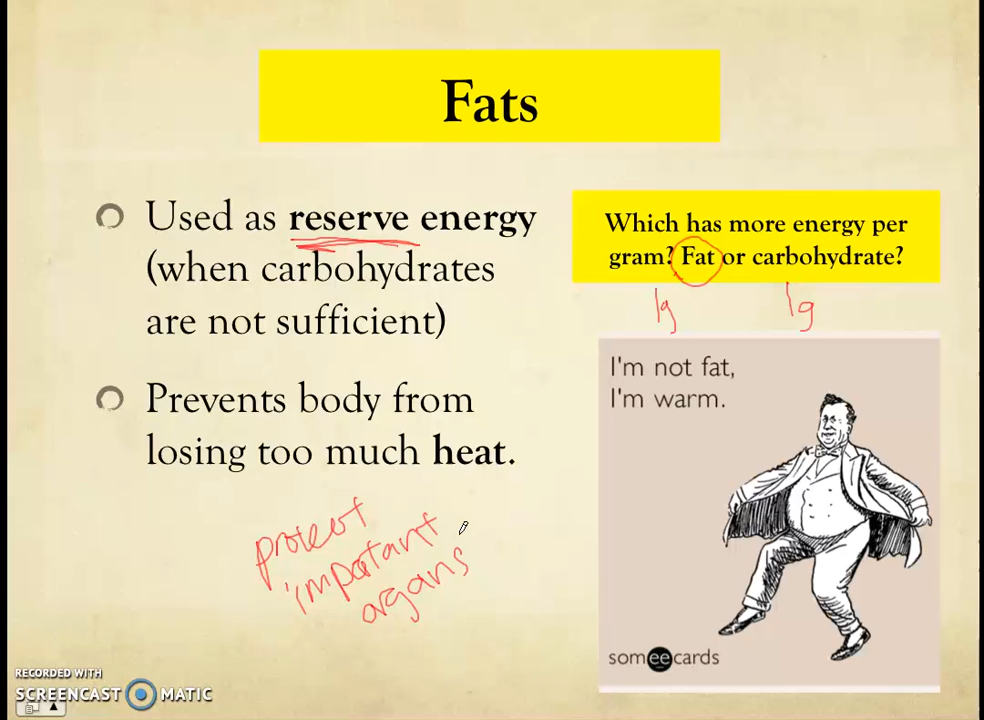 Fats
Used as reserve energy
(when carbohydrates
are not sufficient)
Prevents body from
losing too much heat.
protect
important
organs
Which has more energy per
gram? Fat or carbohydrate?
1g 1g
I'm not fat,
I'm warm.
someecards
RECORDED WITH
SCREENCAST MATIC